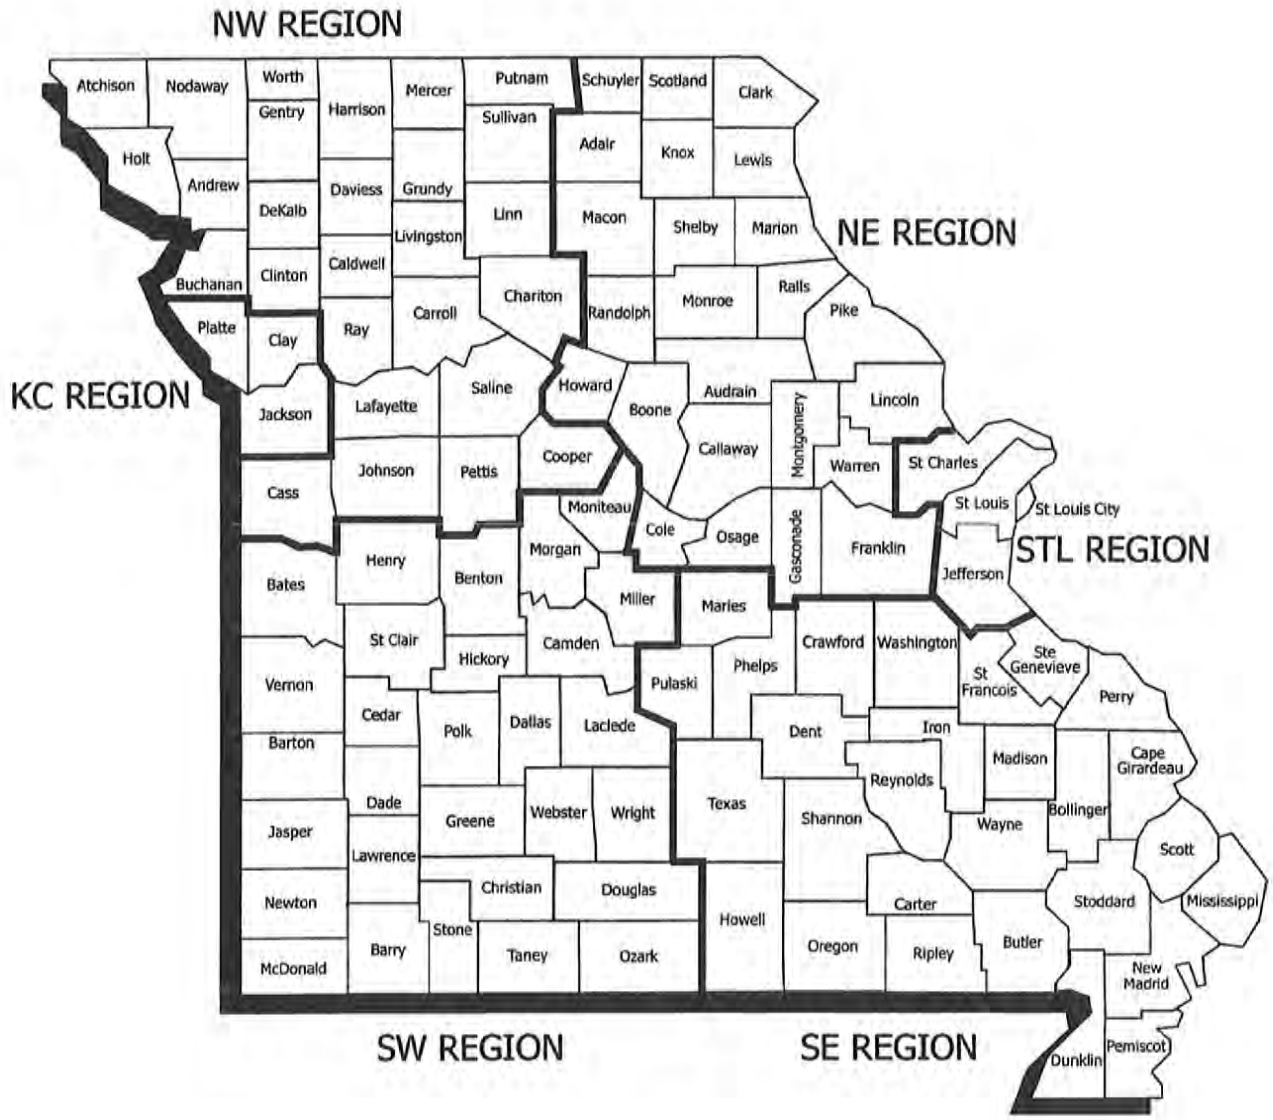 NW REGION
Atchison
Nodaway
Worth
Gentry
Harrison
Mercer
Putnam
Sullivan
Schuyler
Scotland
Clark
Adair
Knox
Lewis
Holt
Andrew
DeKalb
Daviess
Grundy
Linn
Macon
Shelby
Marion
NE REGION
Livingston
Buchanan
Clinton
Caldwell
Chariton
Carroll
Randolph
Monroe
Ralls
Pike
Platte
Clay
Ray
KC REGION
Jackson
Lafayette
Saline
Howard
Boone
Audrain
Montgomery
Lincoln
Cass
Johnson
Pettis
Cooper
Callaway
Warren
St Charles
St Louis
St Louis City
Moniteau
Cole
Osage
Gasconade
Franklin
STL REGION
Jefferson
Bates
Henry
Benton
Morgan
Miller
Maries
St Clair
Hickory
Camden
Crawford
Washington
Ste
Genevieve
Vernon
Pulaski
Phelps
St
Francois
Perry
Cedar
Polk
Dallas
Laclede
Dent
Iron
Barton
Madison
Cape
Girardeau
Dade
Reynolds
Jasper
Greene
Webster
Wright
Texas
Shannon
Wayne
Bollinger
Lawrence
Scott
Newton
Christian
Douglas
Howell
Carter
Stoddard
Mississippi
Stone
McDonald
Barry
Taney
Ozark
Oregon
Ripley
Butler
New
Madrid
SW REGION
SE REGION
Dunklin
Pemiscot